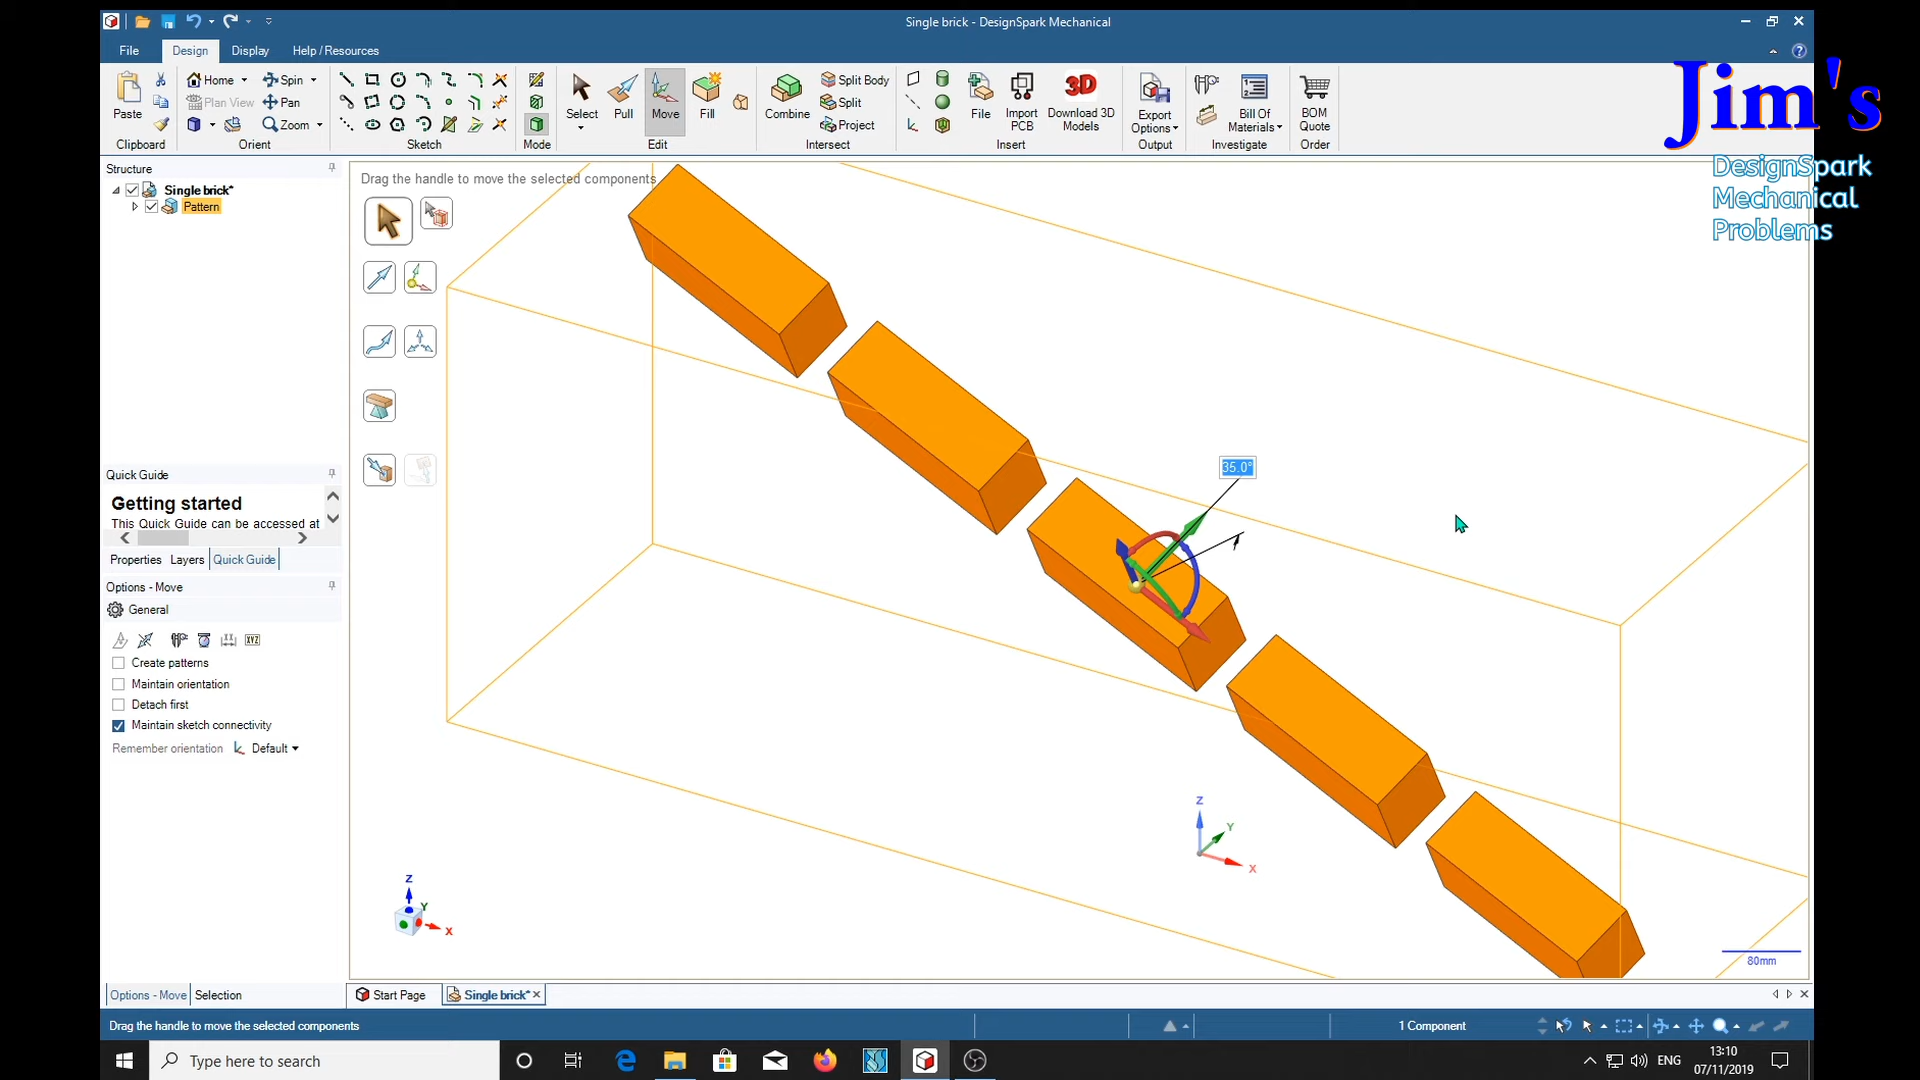 Single brick - DesignSpark Mechanical
File
Design
Display
Help / Resources
Jim's
DesignSpark
Mechanical
Problems
Paste
Clipboard
Home
Spin
Plan View
Pan
Zoom
Orient
Sketch
Mode
Select
Pull
Move
Fill
Edit
Combine
Split Body
Split
Project
Intersect
File
Import
PCB
Download 3D
Models
3D
Insert
Export
Options
Output
Bill Of
Materials
Investigate
BOM
Quote
Order
Structure
Single brick*
Pattern
Drag the handle to move the selected components
35.0°
Quick Guide
Getting started
This Quick Guide can be accessed at
Properties
Layers
Quick Guide
Options - Move
General
XYZ
Create patterns
Maintain orientation
Detach first
Maintain sketch connectivity
Remember orientation
Default
Z
Y
X
Z
Y
X
80mm
Options - Move
Selection
Start Page
Single brick*
Drag the handle to move the selected components
1 Component
Type here to search
ENG
13:10
07/11/2019